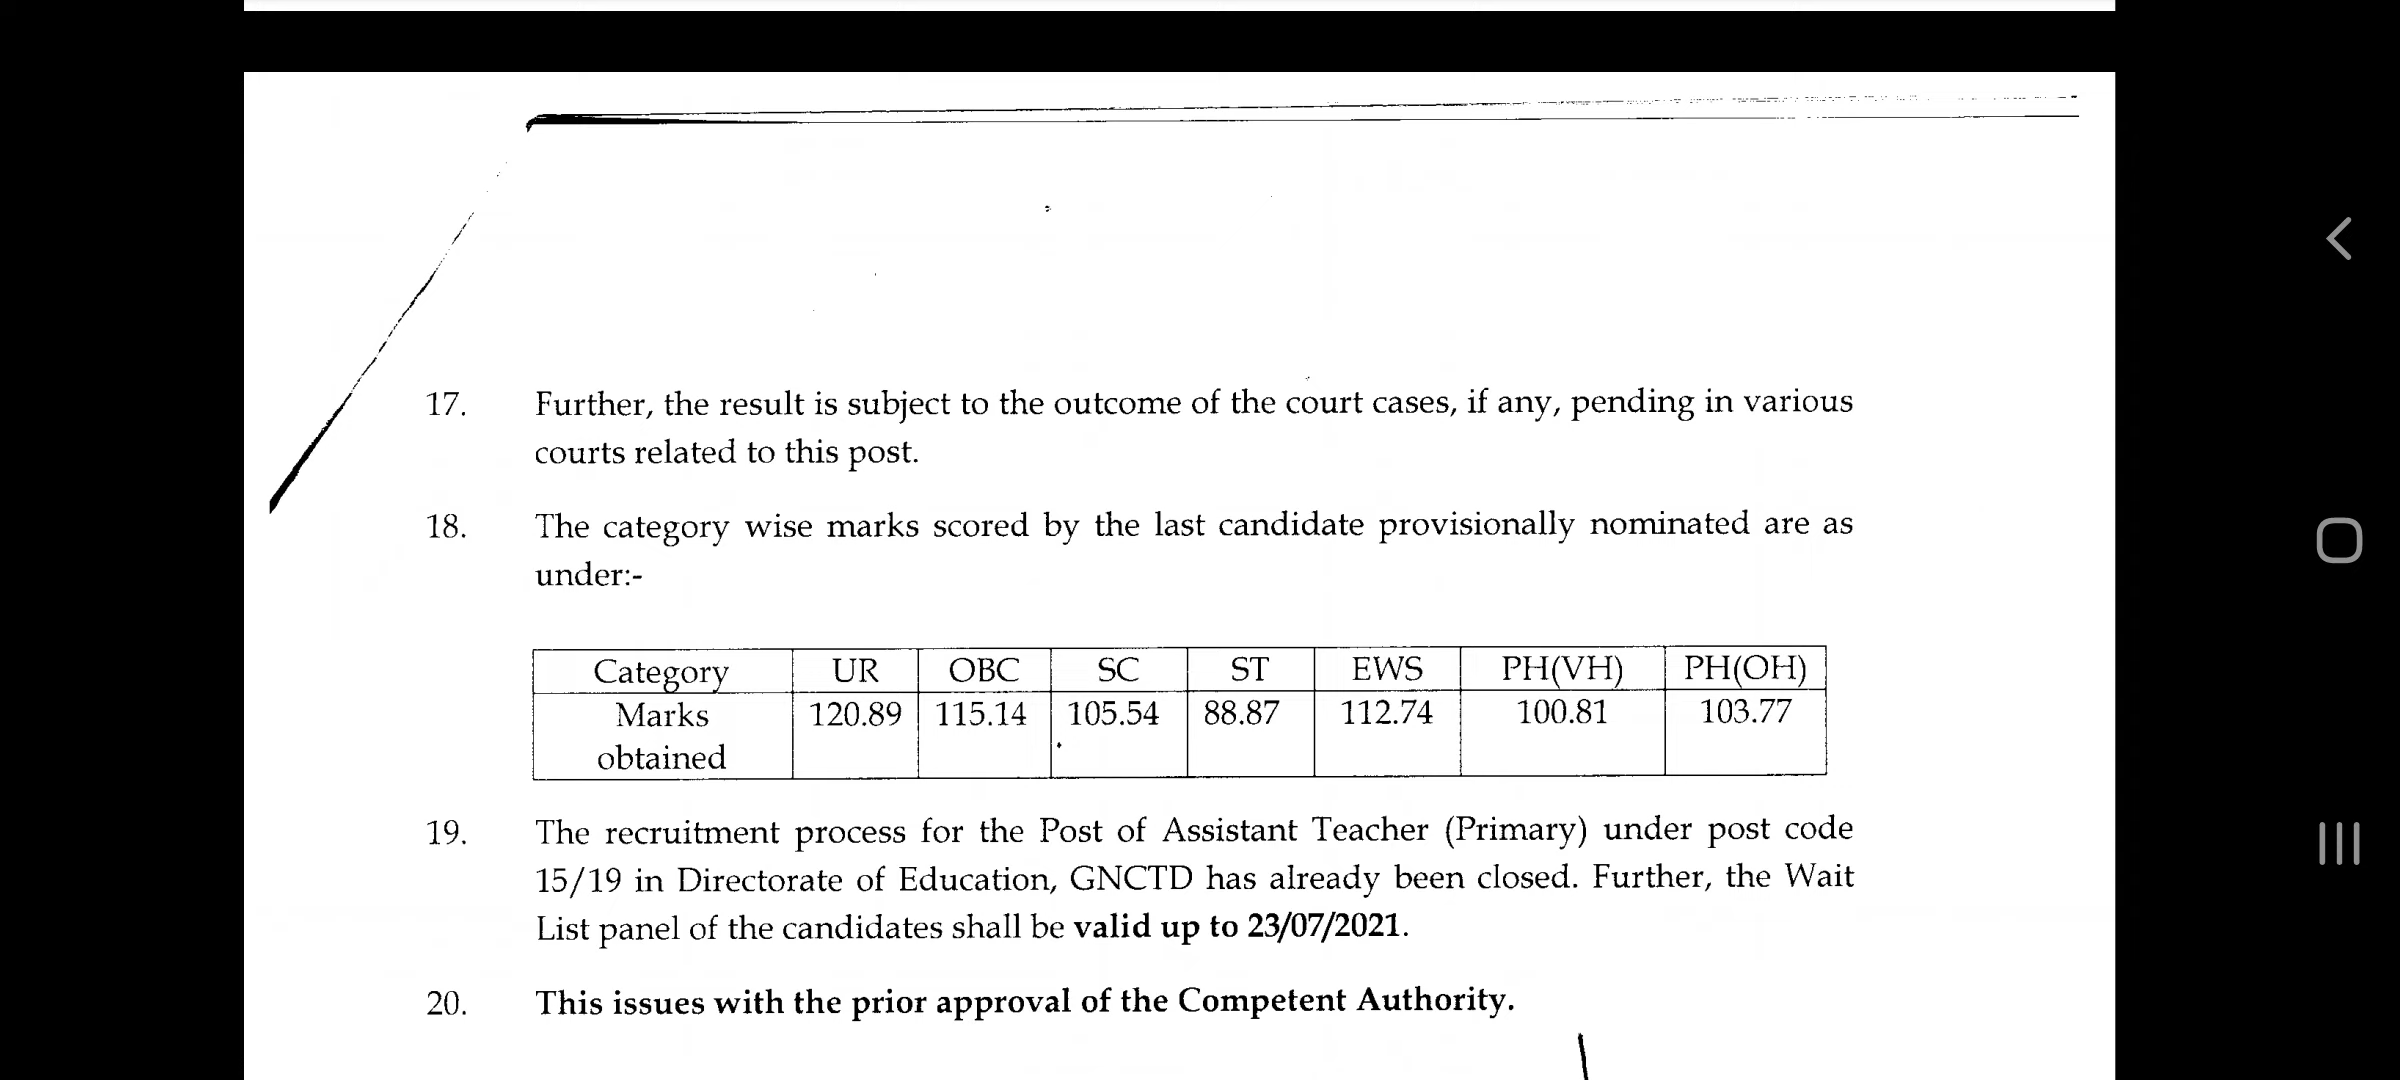 17. Further, the result is subject to the outcome of the court cases, if any, pending in various
courts related to this post.
18. The category wise marks scored by the last candidate provisionally nominated are as
under:-
Category UR OBC SC ST EWS PH(VH) PH(OH)
Marks 120.89 115.14 105.54 88.87 112.74 100.81 103.77
obtained
19. The recruitment process for the Post of Assistant Teacher (Primary) under post code
15/19 in Directorate of Education, GNCTD has already been closed. Further, the Wait
List panel of the candidates shall be valid up to 23/07/2021.
20. This issues with the prior approval of the Competent Authority.